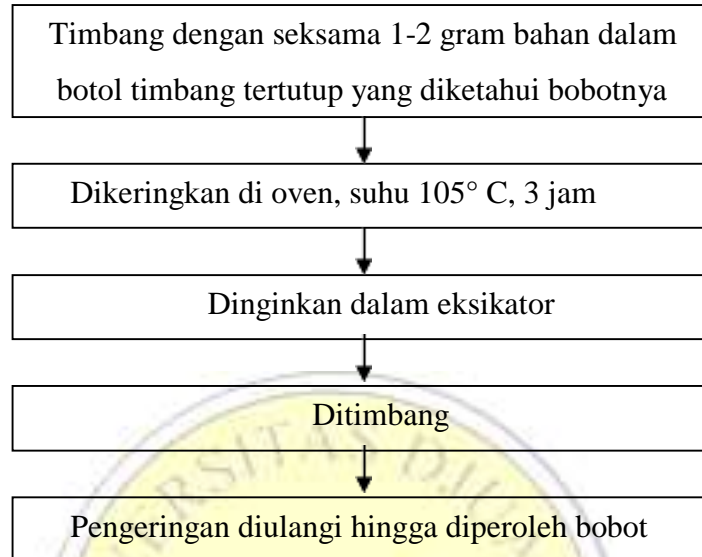 Timbang dengan seksama 1-2 gram bahan dalam
botol timbang tertutup yang diketahui bobotnya
Dikeringkan di oven, suhu 105° C, 3 jam
Dinginkan dalam eksikator
Ditimbang
Pengeringan diulangi hingga diperoleh bobot